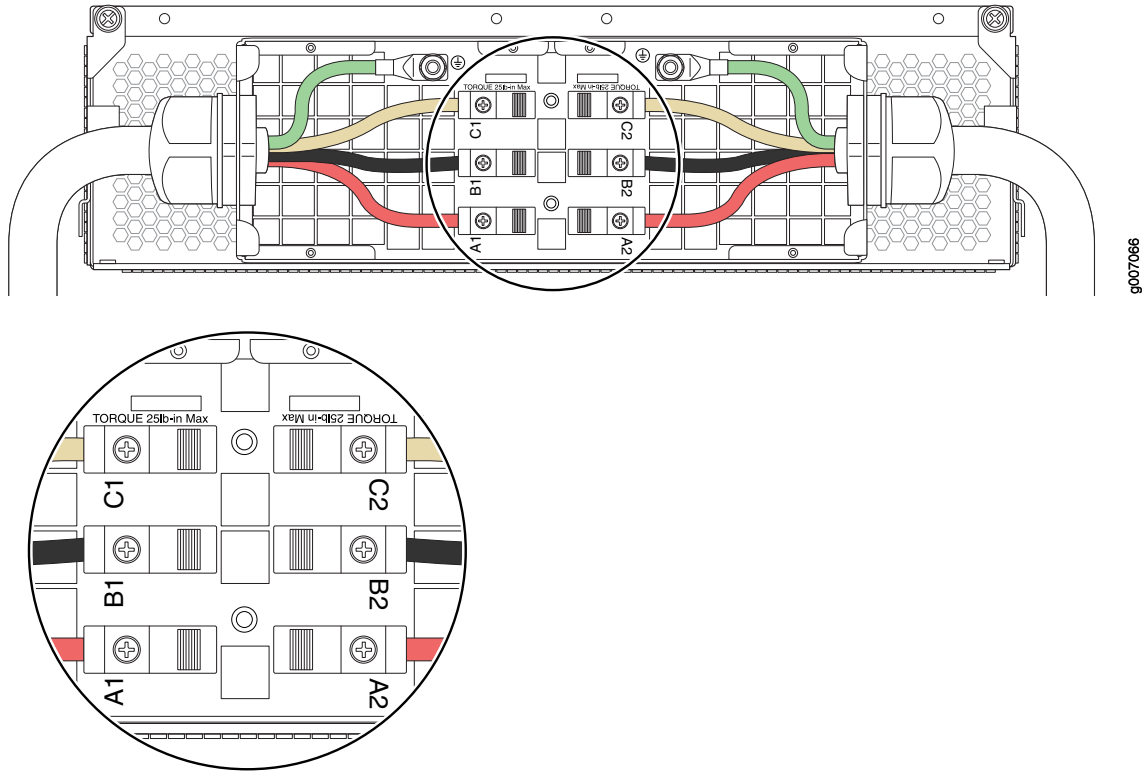 TORQUE 25lb-in Max
TORQUE 25lb-in Max
C1
C2
B1
B2
A1
A2
g007066
TORQUE 25lb-in Max
TORQUE 25lb-in Max
C1
C2
B1
B2
A1
A2